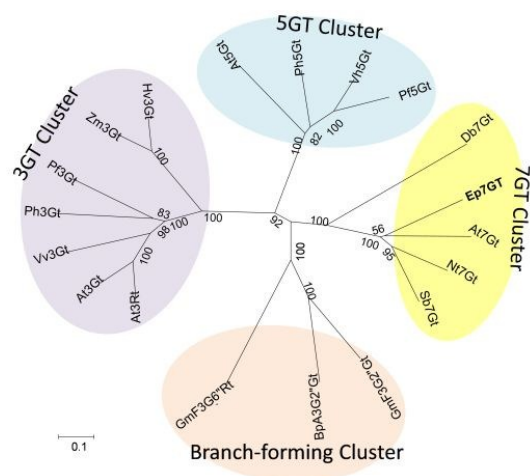 5GT Cluster
At5Gt
Ph5Gt
Vh5Gt
Pf5Gt
100
82
100
3GT Cluster
Hv3Gt
Zm3Gt
Pf3Gt
Ph3Gt
Vv3Gt
At3Gt
At3Rt
100
83
100
98
100
100
92
7GT Cluster
Db7Gt
Ep7GT
At7Gt
Nt7Gt
Sb7Gt
100
56
100
95
100
100
GmF3G6"Rt
BpA3G2"Gt
GmF3G2"Gt
Branch-forming Cluster
0.1